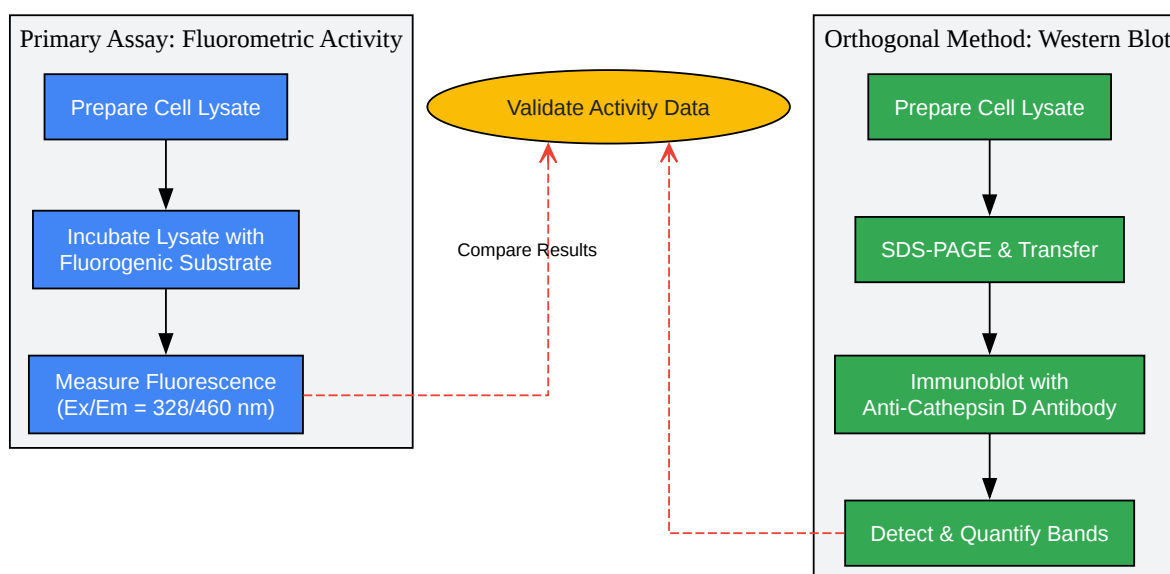 Primary Assay: Fluorometric Activity
Prepare Cell Lysate
Incubate Lysate with
Fluorogenic Substrate
Measure Fluorescence
(Ex/Em = 328/460 nm)
Validate Activity Data
Compare Results
Orthogonal Method: Western Blot
Prepare Cell Lysate
SDS-PAGE & Transfer
Immunoblot with
Anti-Cathepsin D Antibody
Detect & Quantify Bands